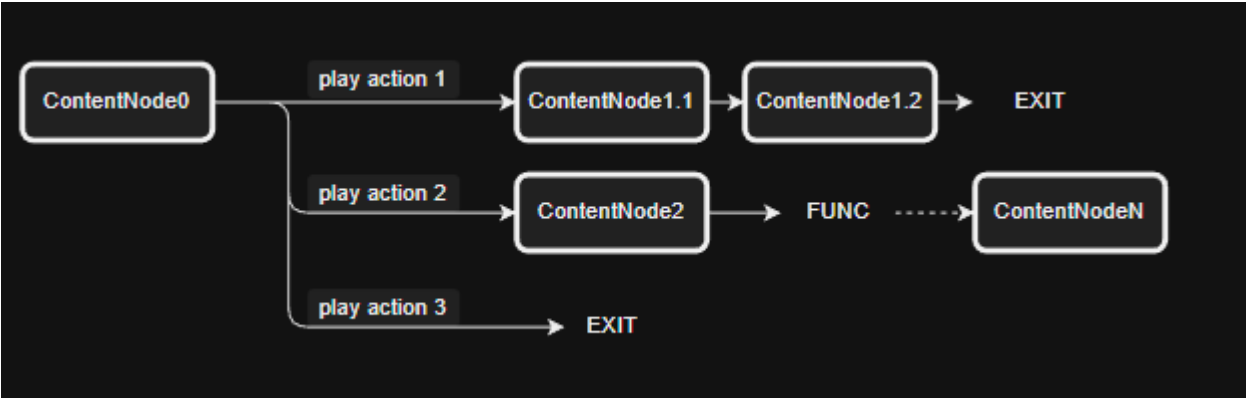 play action 1
ContentNode0
ContentNode1.1
ContentNode1.2
EXIT
play action 2
ContentNode2
FUNC
ContentNodeN
play action 3
EXIT